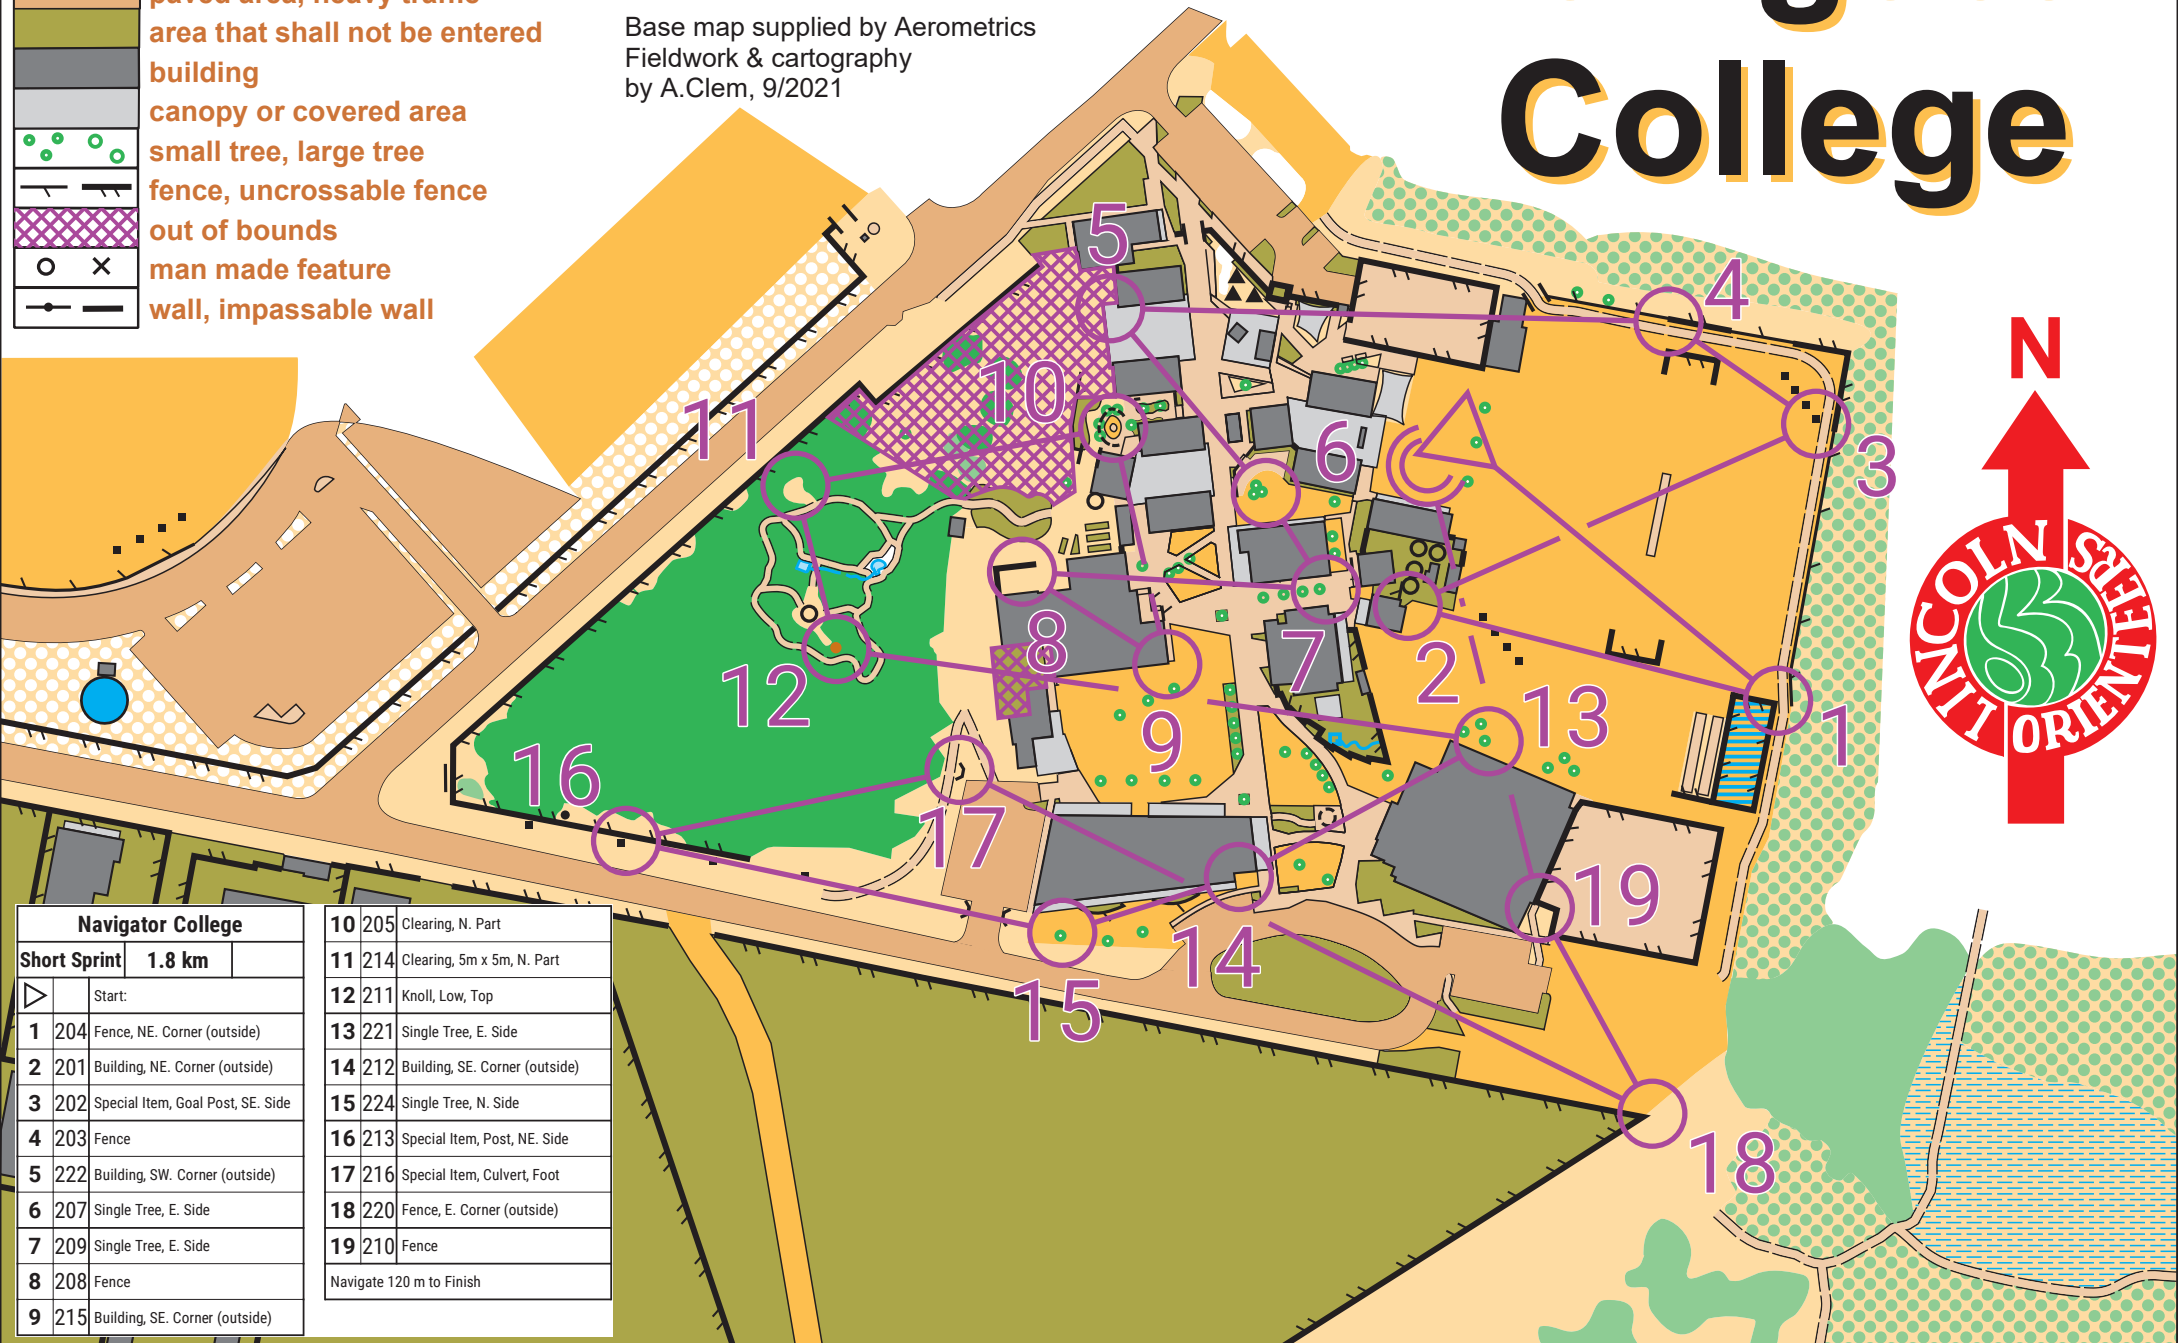 area that shall not be entered
building
canopy or covered area
small tree, large tree
fence, uncrossable fence
out of bounds
man made feature
wall, impassable wall
Base map supplied by Aerometrics
Fieldwork & cartography
by A.Clem, 9/2021
College
N
LINCOLN
ORIENTEERS
5
4
10
11
6
3
8
7
2
12
9
13
1
16
17
19
14
15
18
Navigator College
Short Sprint 1.8 km
Start:
1 204 Fence, NE. Corner (outside)
2 201 Building, NE. Corner (outside)
3 202 Special Item, Goal Post, SE. Side
4 203 Fence
5 222 Building, SW. Corner (outside)
6 207 Single Tree, E. Side
7 209 Single Tree, E. Side
8 208 Fence
9 215 Building, SE. Corner (outside)
10 205 Clearing, N. Part
11 214 Clearing, 5m x 5m, N. Part
12 211 Knoll, Low, Top
13 221 Single Tree, E. Side
14 212 Building, SE. Corner (outside)
15 224 Single Tree, N. Side
16 213 Special Item, Post, NE. Side
17 216 Special Item, Culvert, Foot
18 220 Fence, E. Corner (outside)
19 210 Fence
Navigate 120 m to Finish